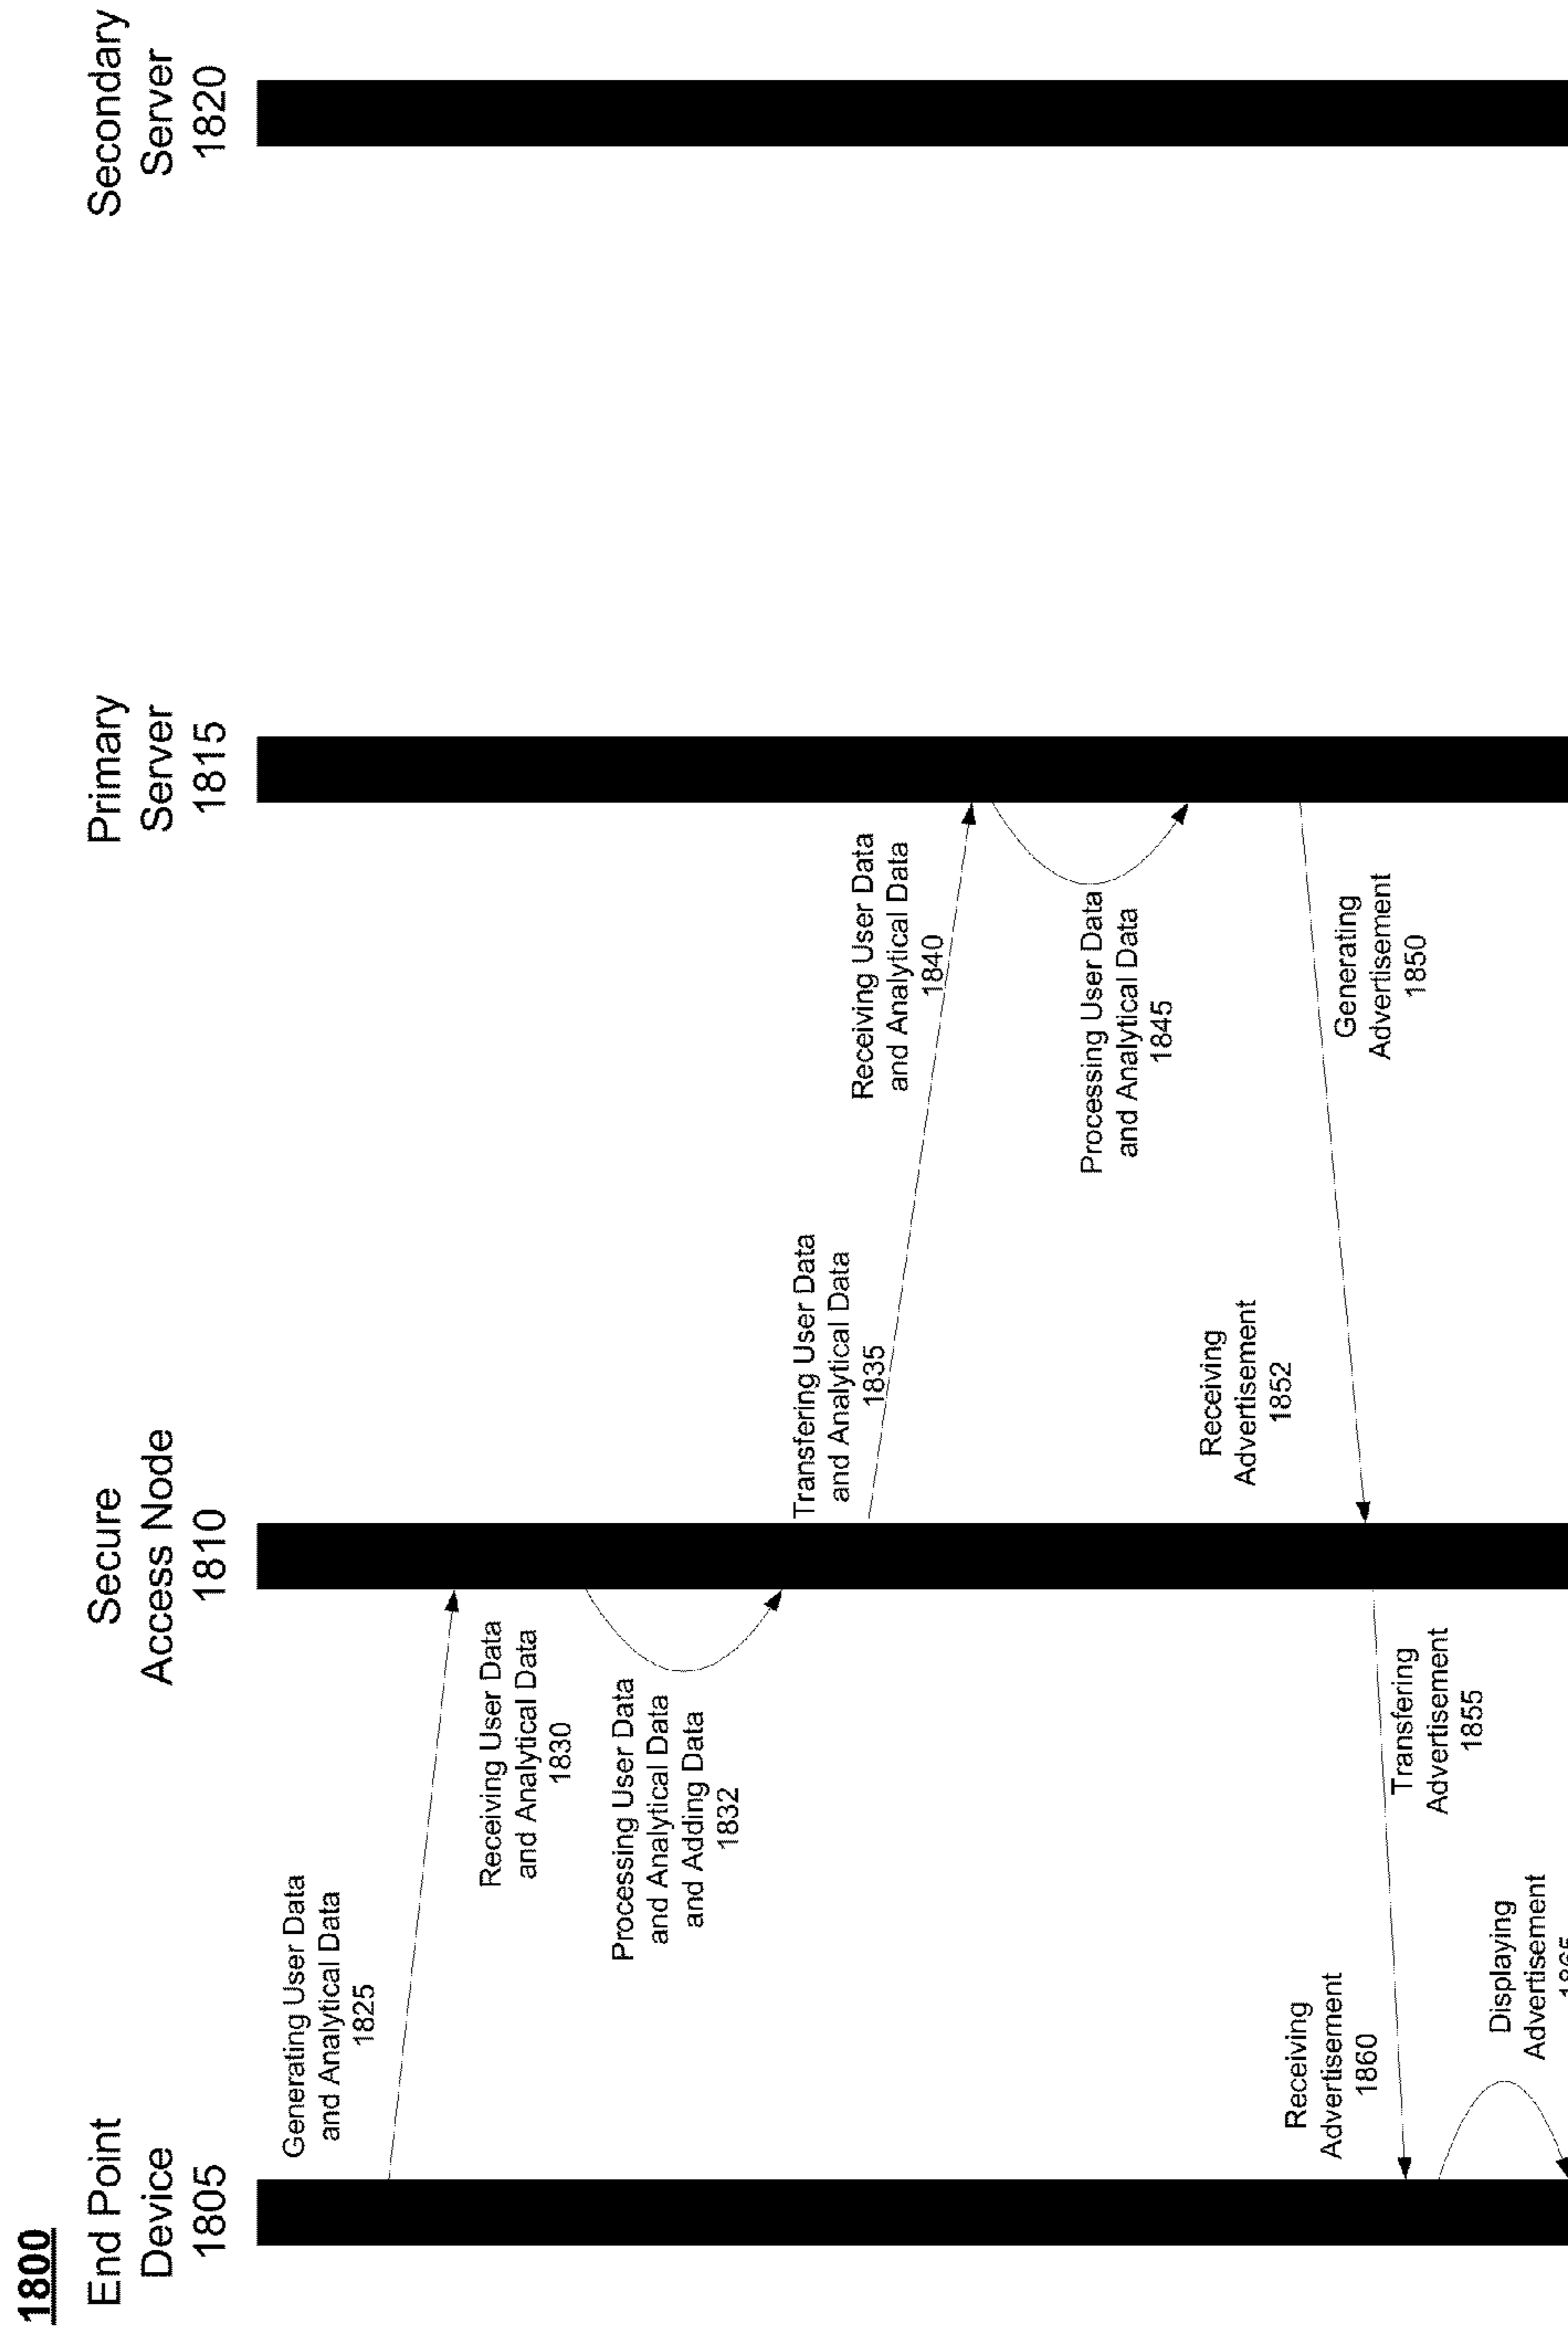 1800
End Point
Device
1805
Secure
Access Node
1810
Primary
Server
1815
Secondary
Server
1820
Generating User Data
and Analytical Data
1825
Receiving User Data
and Analytical Data
1830
Processing User Data
and Analytical Data
and Adding Data
1832
Transfering User Data
and Analytical Data
1835
Receiving User Data
and Analytical Data
1840
Processing User Data
and Analytical Data
1845
Generating
Advertisement
1850
Receiving
Advertisement
1852
Transfering
Advertisement
1855
Receiving
Advertisement
1860
Displaying
Advertisement
1865